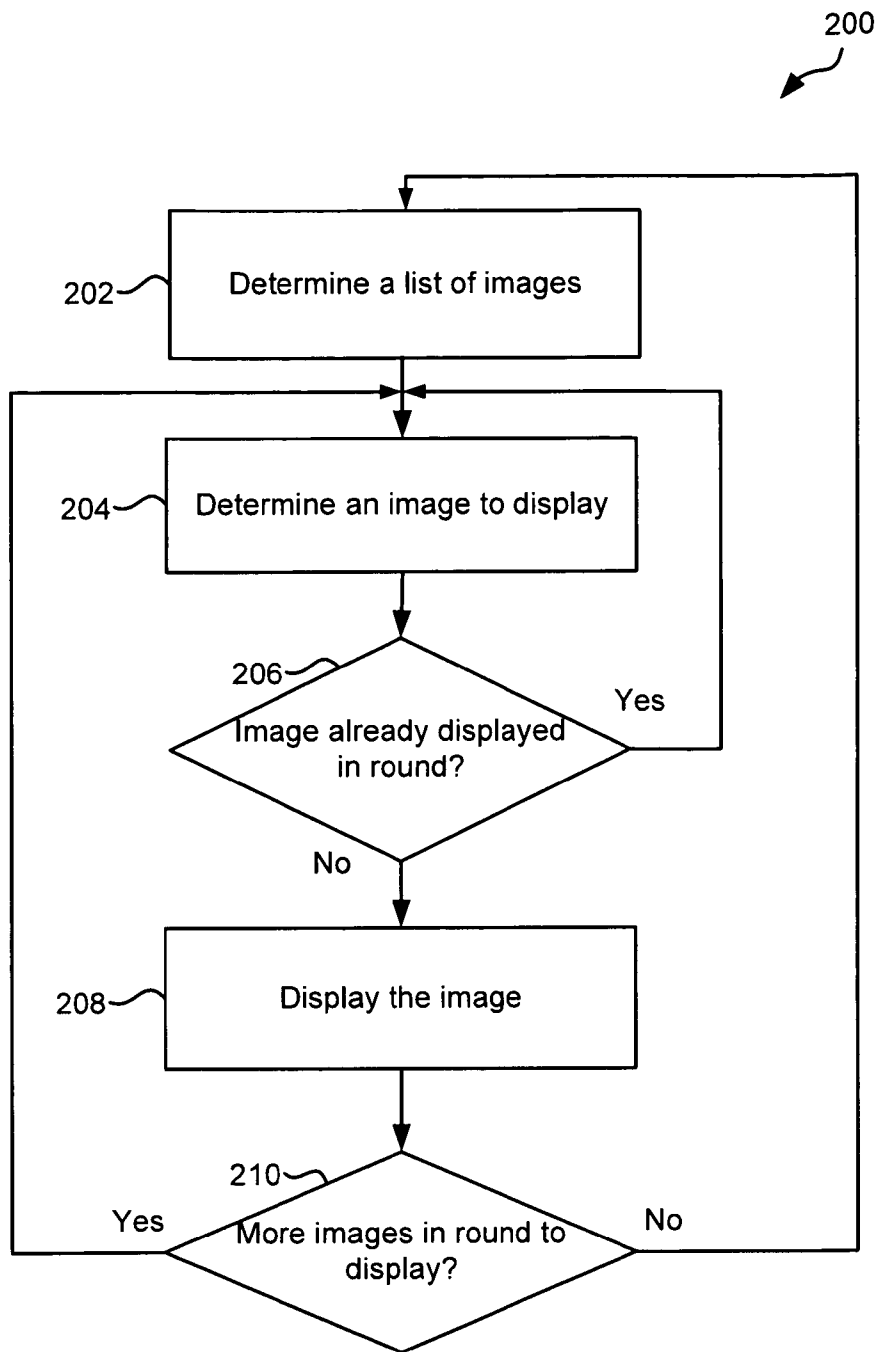 200
202
Determine a list of images
204
Determine an image to display
206
Yes
Image already displayed
in round?
No
208
Display the image
210
Yes
No
More images in round to
display?